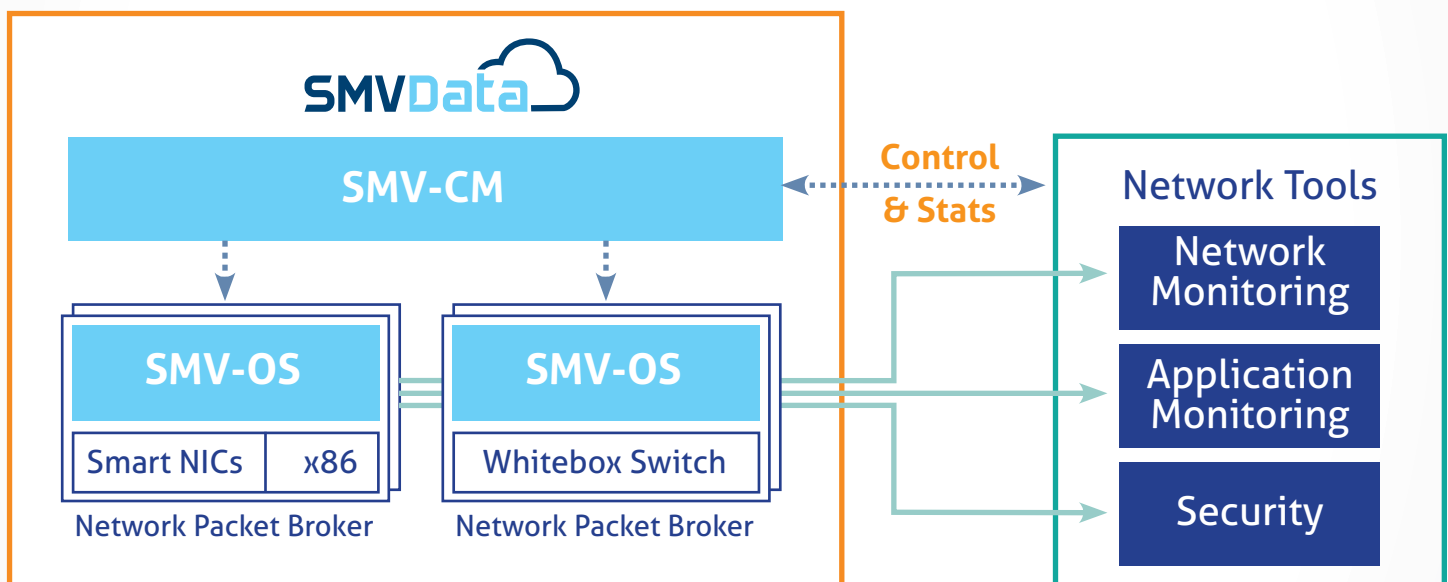 SMVData
SMV-CM
Control
& Stats
Network Tools
Network
Monitoring
Application
Monitoring
Security
SMV-OS
Smart NICs
x86
Network Packet Broker
SMV-OS
Whitebox Switch
Network Packet Broker